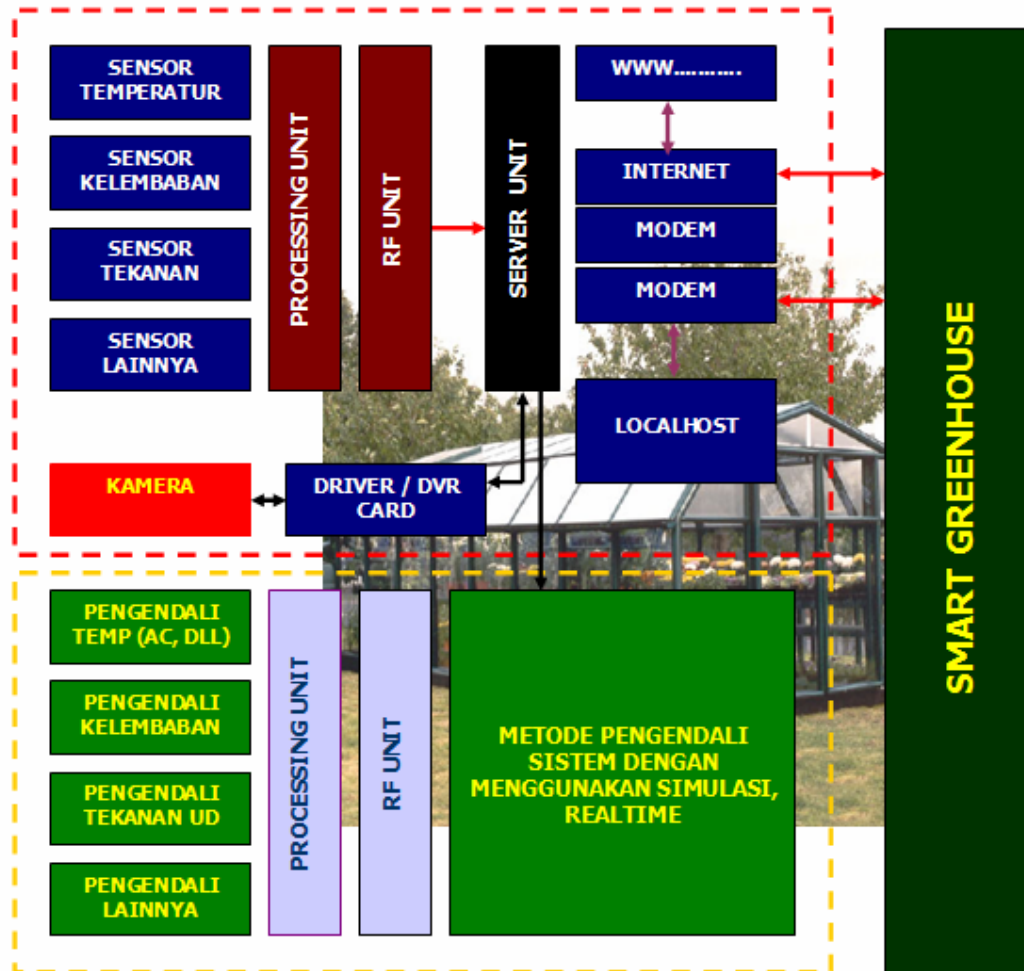 SENSOR
TEMPERATUR
SENSOR
KELEMBABAN
SENSOR
TEKANAN
SENSOR
LAINNYA
PROCESSING UNIT
RF UNIT
SERVER UNIT
WWW...........
INTERNET
MODEM
MODEM
LOCALHOST
KAMERA
DRIVER / DVR
CARD
PENGENDALI
TEMP (AC, DLL)
PENGENDALI
KELEMBABAN
PENGENDALI
TEKANAN UD
PENGENDALI
LAINNYA
PROCESSING UNIT
RF UNIT
METODE PENGENDALI
SISTEM DENGAN
MENGGUNAKAN SIMULASI,
REALTIME
SMART GREENHOUSE